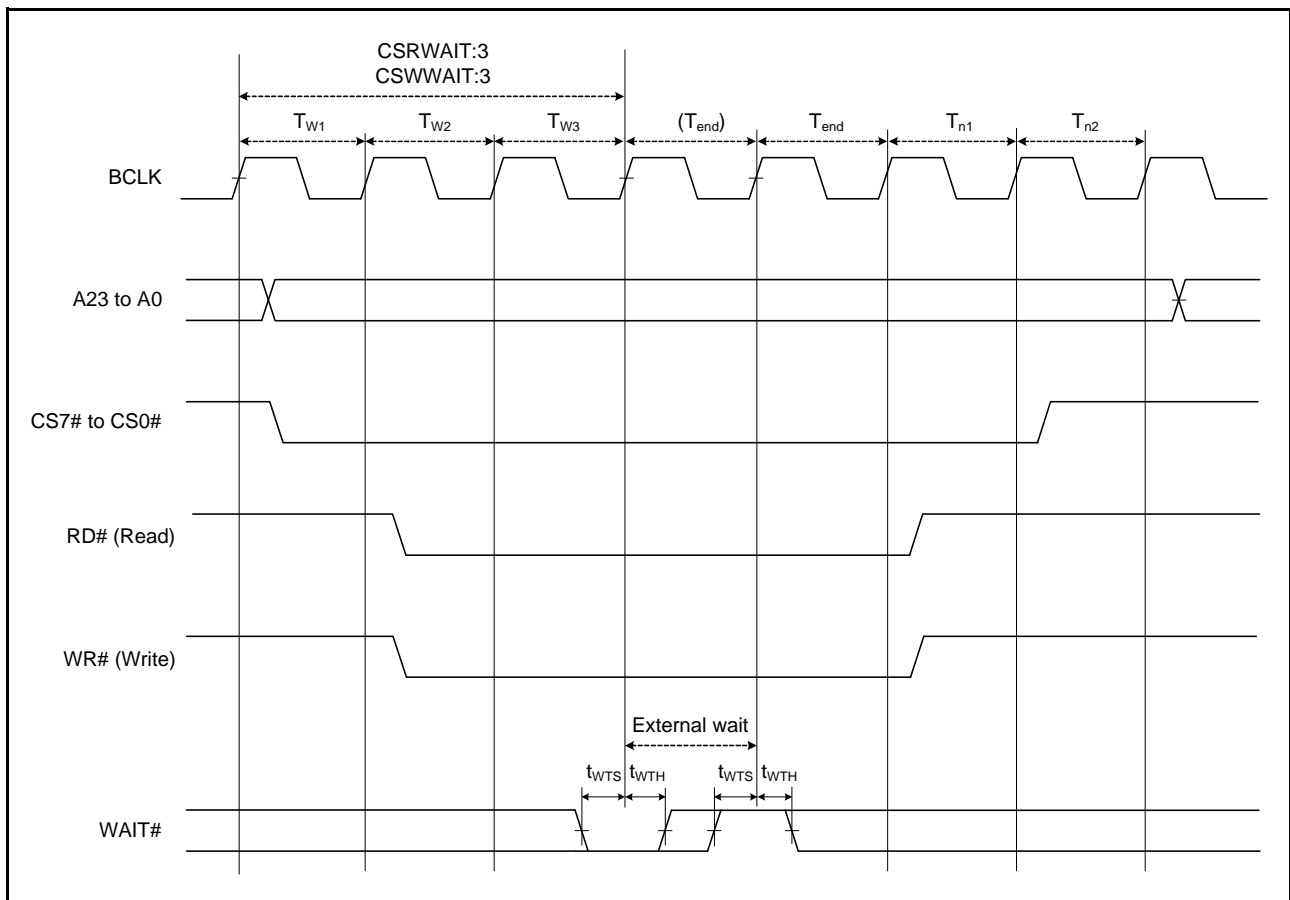 CSRWAIT:3
CSWWAIT:3
TW1 TW2 TW3 (Tend) Tend Tn1 Tn2
BCLK
A23 to A0
CS7# to CS0#
RD# (Read)
WR# (Write)
External wait
tWTS tWTH tWTS tWTH
WAIT#